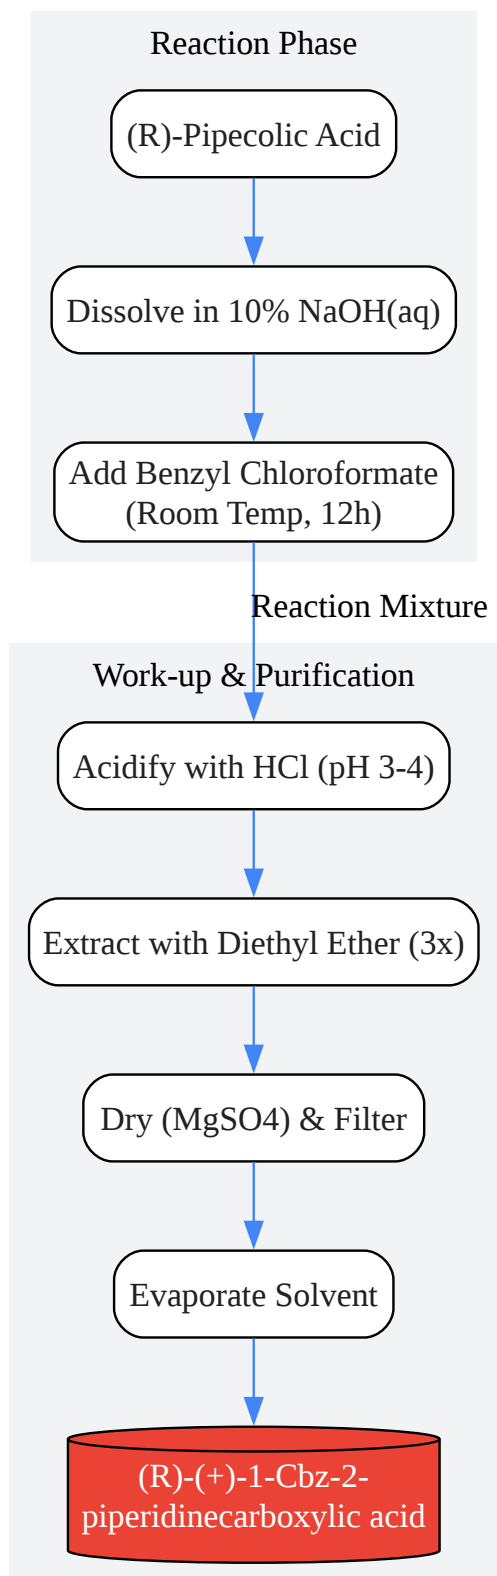 Reaction Phase
(R)-Pipecolic Acid
Dissolve in 10% NaOH(aq)
Add Benzyl Chloroformate
(Room Temp, 12h)
Reaction Mixture
Work-up & Purification
Acidify with HCl (pH 3-4)
Extract with Diethyl Ether (3x)
Dry (MgSO4) & Filter
Evaporate Solvent
(R)-(+)-1-Cbz-2-
piperidinecarboxylic acid